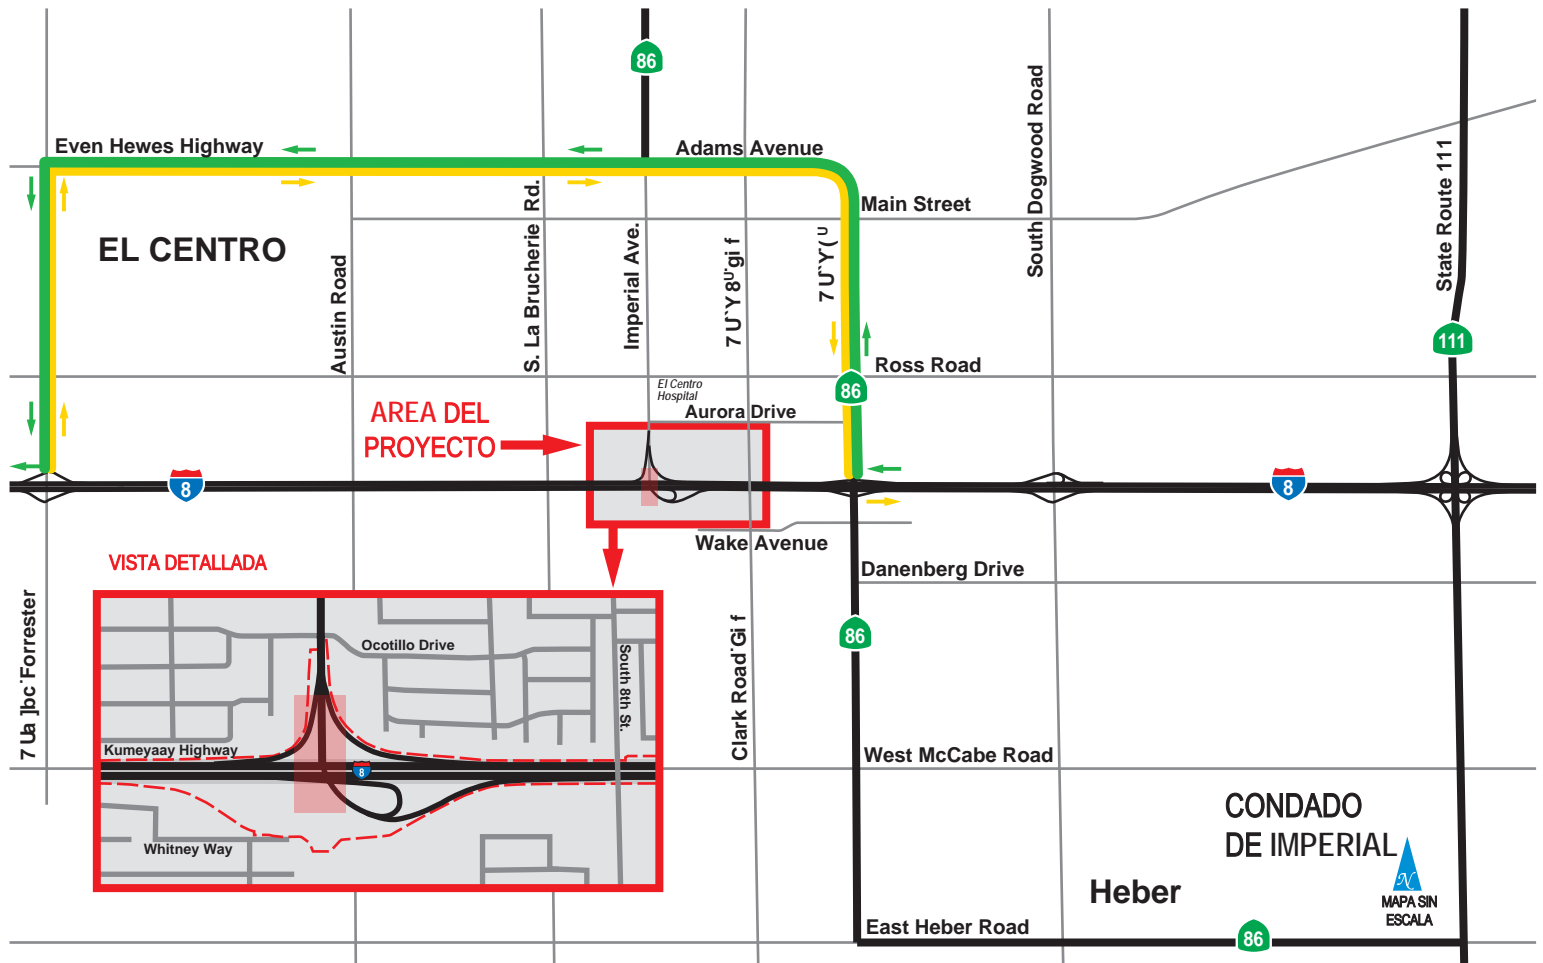 86
Even Hewes Highway
Adams Avenue
Main Street
EL CENTRO
Austin Road
S. La Brucherie Rd.
Imperial Ave.
South Dogwood Road
State Route 111
111
Ross Road
86
El Centro
Hospital
Aurora Drive
AREA DEL
PROYECTO
8
8
Wake Avenue
Danenberg Drive
VISTA DETALLADA
Forrester
Clark Road
86
Ocotillo Drive
South 8th St.
Kumeyaay Highway
8
Whitney Way
West McCabe Road
CONDADO
DE IMPERIAL
Heber
N
MAPA SIN
ESCALA
East Heber Road
86